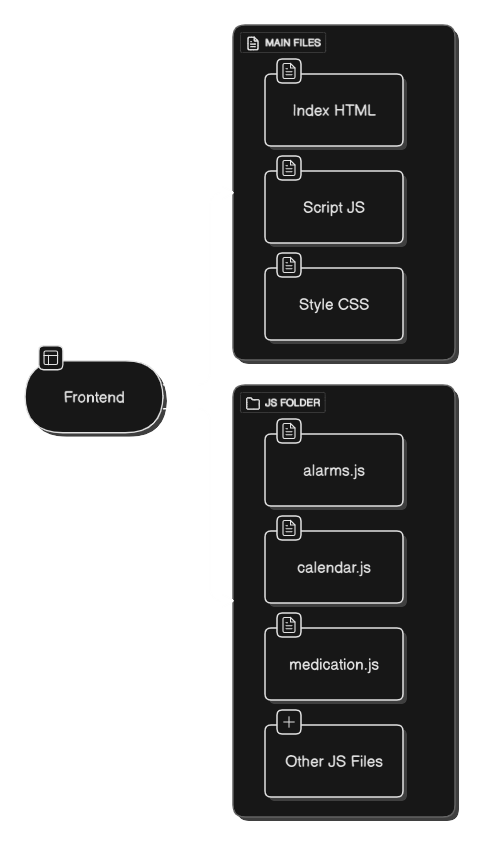 MAIN FILES
Index HTML
Script JS
Style CSS
Frontend
JS FOLDER
alarms.js
calendar.js
medication.js
Other JS Files